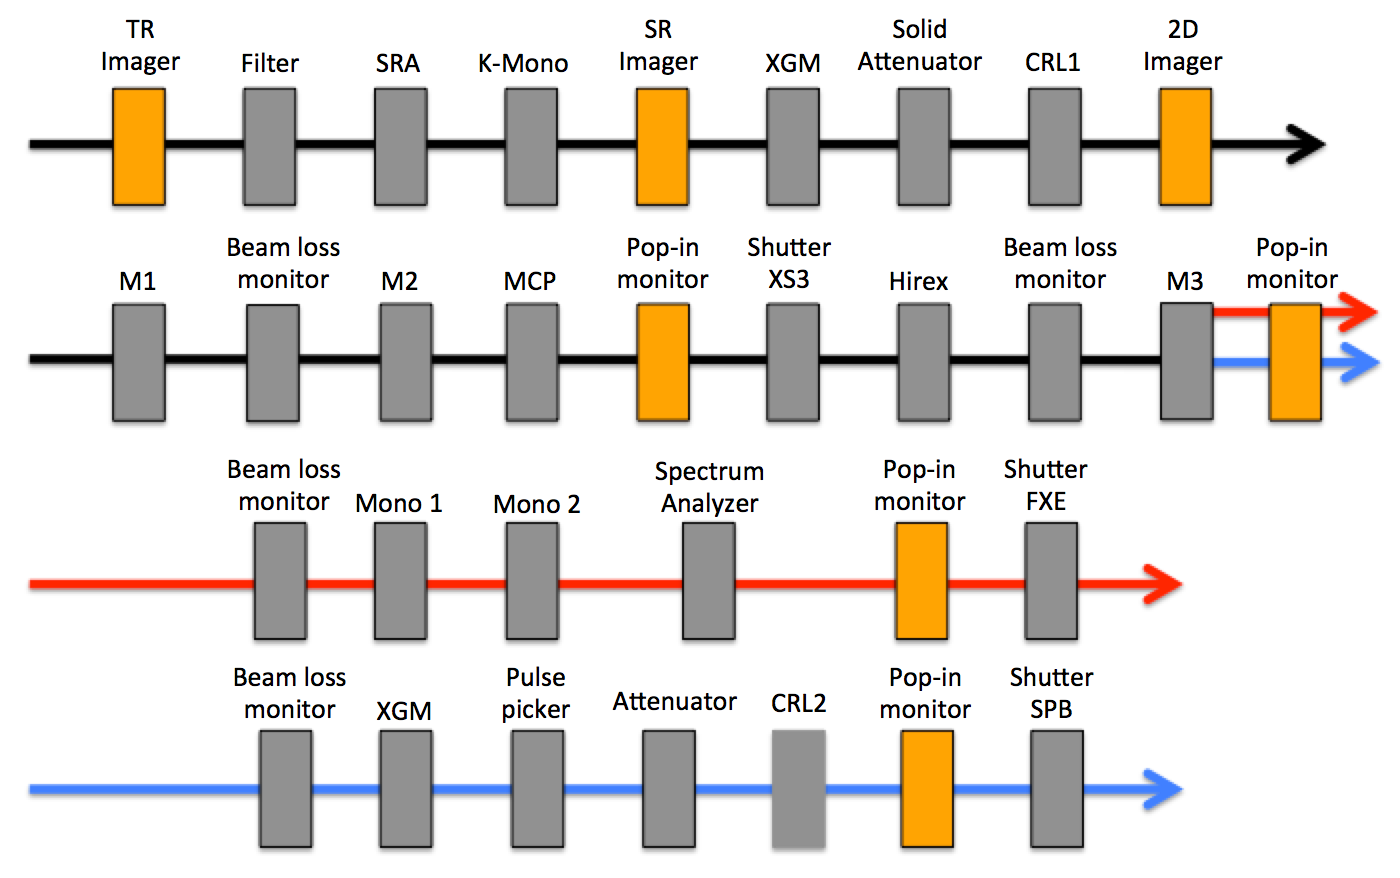 TR
Imager
Filter
SRA
K-Mono
SR
Imager
XGM
Solid
Attenuator
CRL1
2D
Imager
M1
Beam loss
monitor
M2
MCP
Pop-in
monitor
Shutter
XS3
Hirex
Beam loss
monitor
M3
Pop-in
monitor
Beam loss
monitor
Mono 1
Mono 2
Spectrum
Analyzer
Pop-in
monitor
Shutter
FXE
Beam loss
monitor
XGM
Pulse
picker
Attenuator
CRL2
Pop-in
monitor
Shutter
SPB